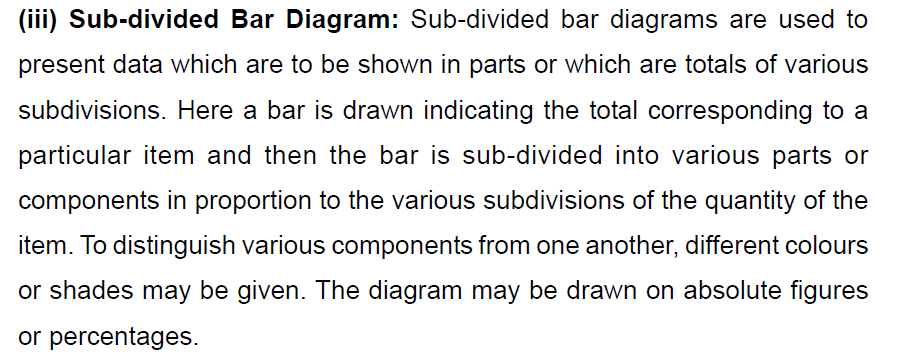 (iii) Sub-divided Bar Diagram: Sub-divided bar diagrams are used to
present data which are to be shown in parts or which are totals of various
subdivisions. Here a bar is drawn indicating the total corresponding to a
particular item and then the bar is sub-divided into various parts or
components in proportion to the various subdivisions of the quantity of the
item. To distinguish various components from one another, different colours
or shades may be given. The diagram may be drawn on absolute figures
or percentages.